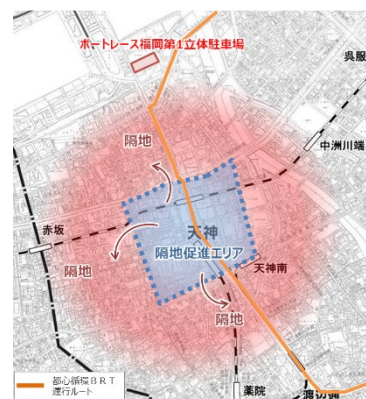 ボートレース福岡第1立体駐車場
呉服
隔地
中洲川端
赤坂
天神
隔地促進エリア
隔地
天神南
隔地
薬院
渡辺通
都心循環BRT
運行ルート